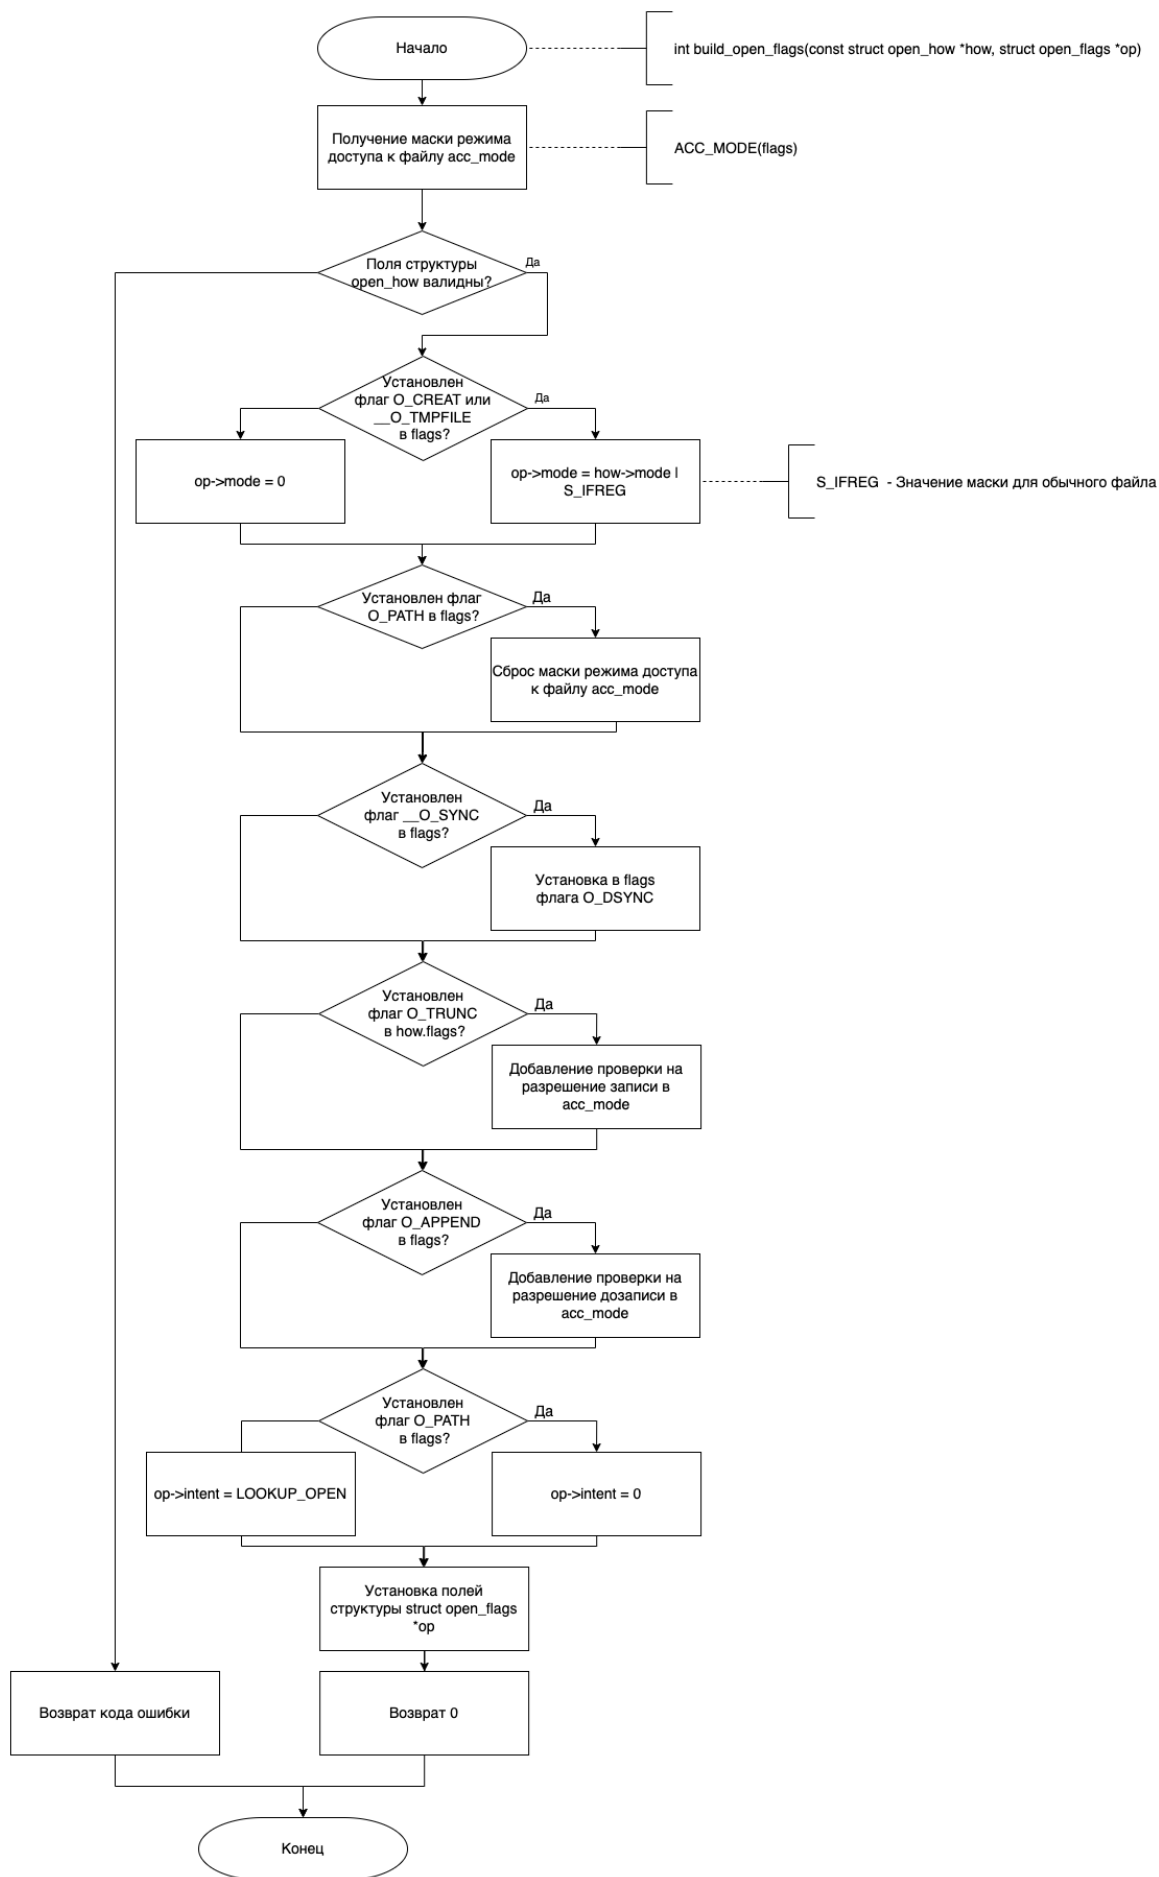 Начало
int build_open_flags(const struct open_how *how, struct open_flags *op)
Получение маски режима
доступа к файлу acc_mode
ACC_MODE(flags)
Поля структуры
open_how валидны?
Да
Установлен
флаг O_CREAT или
__O_TMPFILE
в flags?
Да
op->mode = 0
op->mode = how->mode |
S_IFREG
S_IFREG - Значение маски для обычного файла
Установлен флаг
O_PATH в flags?
Да
Сброс маски режима доступа
к файлу acc_mode
Установлен
флаг __O_SYNC
в flags?
Да
Установка в flags
флага O_DSYNC
Установлен
флаг O_TRUNC
в how.flags?
Да
Добавление проверки на
разрешение записи в
acc_mode
Установлен
флаг O_APPEND
в flags?
Да
Добавление проверки на
разрешение дозаписи в
acc_mode
Установлен
флаг O_PATH
в flags?
Да
op->intent = LOOKUP_OPEN
op->intent = 0
Установка полей
структуры struct open_flags
*op
Возврат кода ошибки
Возврат 0
Конец